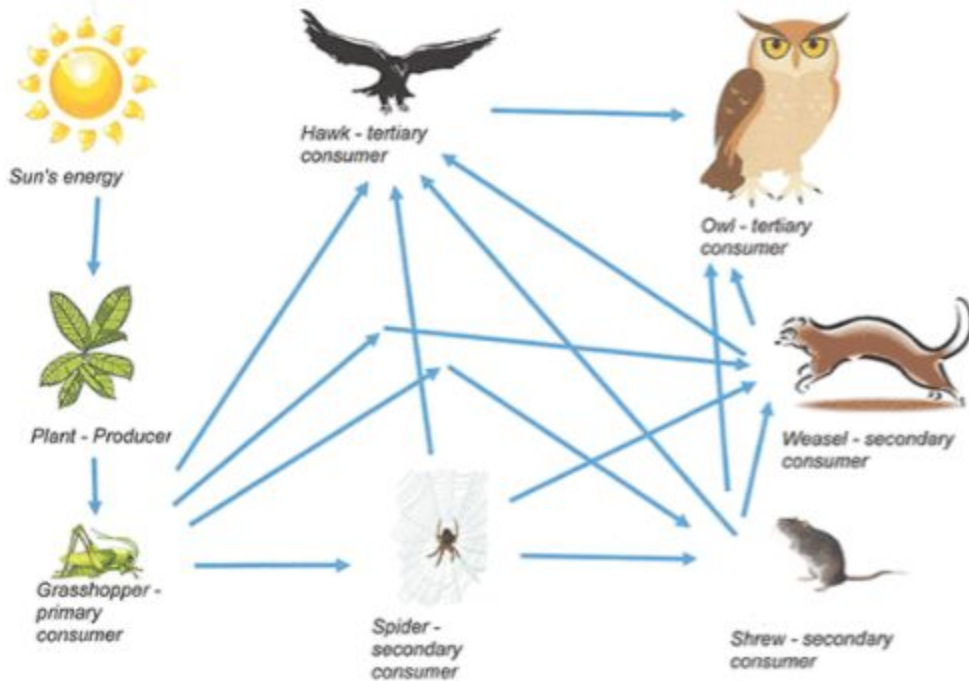 Sun's energy
Hawk - tertiary
consumer
Owl - tertiary
consumer
Plant - Producer
Weasel - secondary
consumer
Grasshopper -
primary
consumer
Spider -
secondary
consumer
Shrew - secondary
consumer